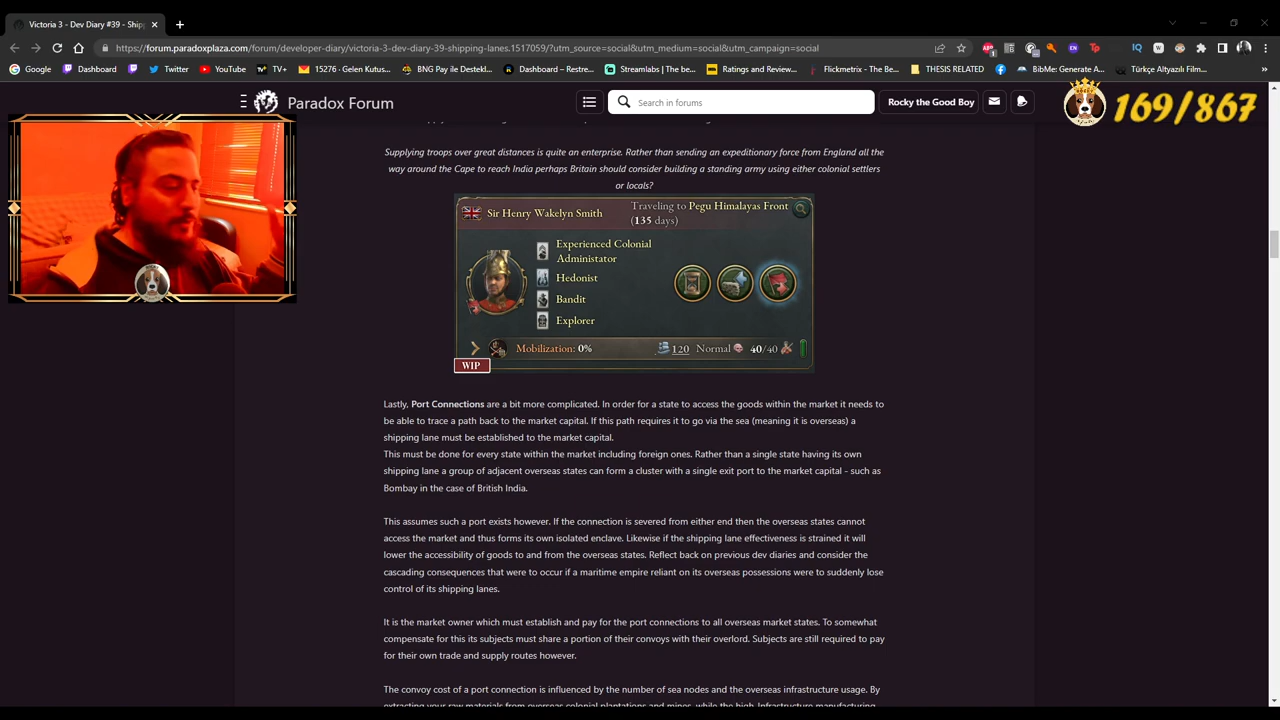 Victoria 3 - Dev Diary #39 - Shipp
https://forum.paradoxplaza.com/forum/developer-diary/victoria-3-dev-diary-39-shipping-lanes.1517059/?utm_source=social&utm_medium=social&utm_campaign=social
Google Dashboard Twitter YouTube TV+ 15276 - Gelen Kutus... BNG Pay ile Destekl... Dashboard – Restre... Streamlabs | The be... Ratings and Review... Flickmetrix - The Be... THESIS RELATED BibMe: Generate A... Türkçe Altyazılı Film...
Paradox Forum
Search in forums
Rocky the Good Boy
169/867
Supplying troops over great distances is quite an enterprise. Rather than sending an expeditionary force from England all the
way around the Cape to reach India perhaps Britain should consider building a standing army using either colonial settlers
or locals?
Sir Henry Wakelyn Smith
Traveling to Pegu Himalayas Front
(135 days)
Experienced Colonial
Administator
Hedonist
Bandit
Explorer
Mobilization: 0%
120 Normal 40/40
WIP
Lastly, Port Connections are a bit more complicated. In order for a state to access the goods within the market it needs to
be able to trace a path back to the market capital. If this path requires it to go via the sea (meaning it is overseas) a
shipping lane must be established to the market capital.
This must be done for every state within the market including foreign ones. Rather than a single state having its own
shipping lane a group of adjacent overseas states can form a cluster with a single exit port to the market capital - such as
Bombay in the case of British India.
This assumes such a port exists however. If the connection is severed from either end then the overseas states cannot
access the market and thus forms its own isolated enclave. Likewise if the shipping lane effectiveness is strained it will
lower the accessibility of goods to and from the overseas states. Reflect back on previous dev diaries and consider the
cascading consequences that were to occur if a maritime empire reliant on its overseas possessions were to suddenly lose
control of its shipping lanes.
It is the market owner which must establish and pay for the port connections to all overseas market states. To somewhat
compensate for this its subjects must share a portion of their convoys with their overlord. Subjects are still required to pay
for their own trade and supply routes however.
The convoy cost of a port connection is influenced by the number of sea nodes and the overseas infrastructure usage. By
extracting your raw materials from overseas colonial plantations and mines, while the high-Infrastructure manufacturing